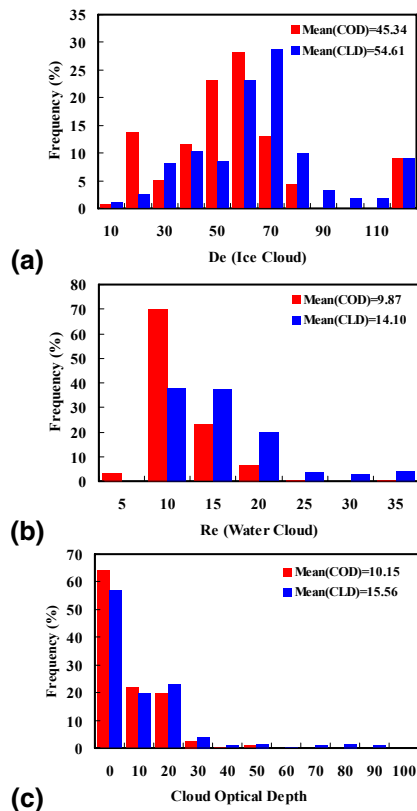 35
30
25
20
15
10
5
0
Frequency (%)
Mean(COD)=45.34
Mean(CLD)=54.61
10 30 50 70 90 110
De (Ice Cloud)
(a)
80
70
60
50
40
30
20
10
0
Frequency (%)
Mean(COD)=9.87
Mean(CLD)=14.10
5 10 15 20 25 30 35
Re (Water Cloud)
(b)
70
60
50
40
30
20
10
0
Frequency (%)
Mean(COD)=10.15
Mean(CLD)=15.56
0 10 20 30 40 50 60 70 80 90 100
Cloud Optical Depth
(c)